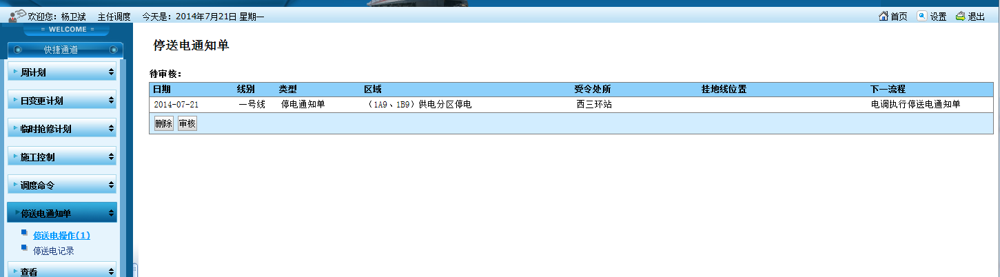 欢迎您：杨卫斌 主任调度 今天是：2014年7月21日 星期一 首页 设置 退出
= WELCOME =
快捷通道
周计划
日变更计划
临时抢修计划
施工控制
调度命令
停送电通知单
停送电操作(1)
停送电记录
查看
停送电通知单
待审核：
日期 线别 类型 区域 受令处所 挂地线位置 下一流程
2014-07-21 一号线 停电通知单 （1A9、1B9）供电分区停电 西三环站 电调执行停送电通知单
删除 审核